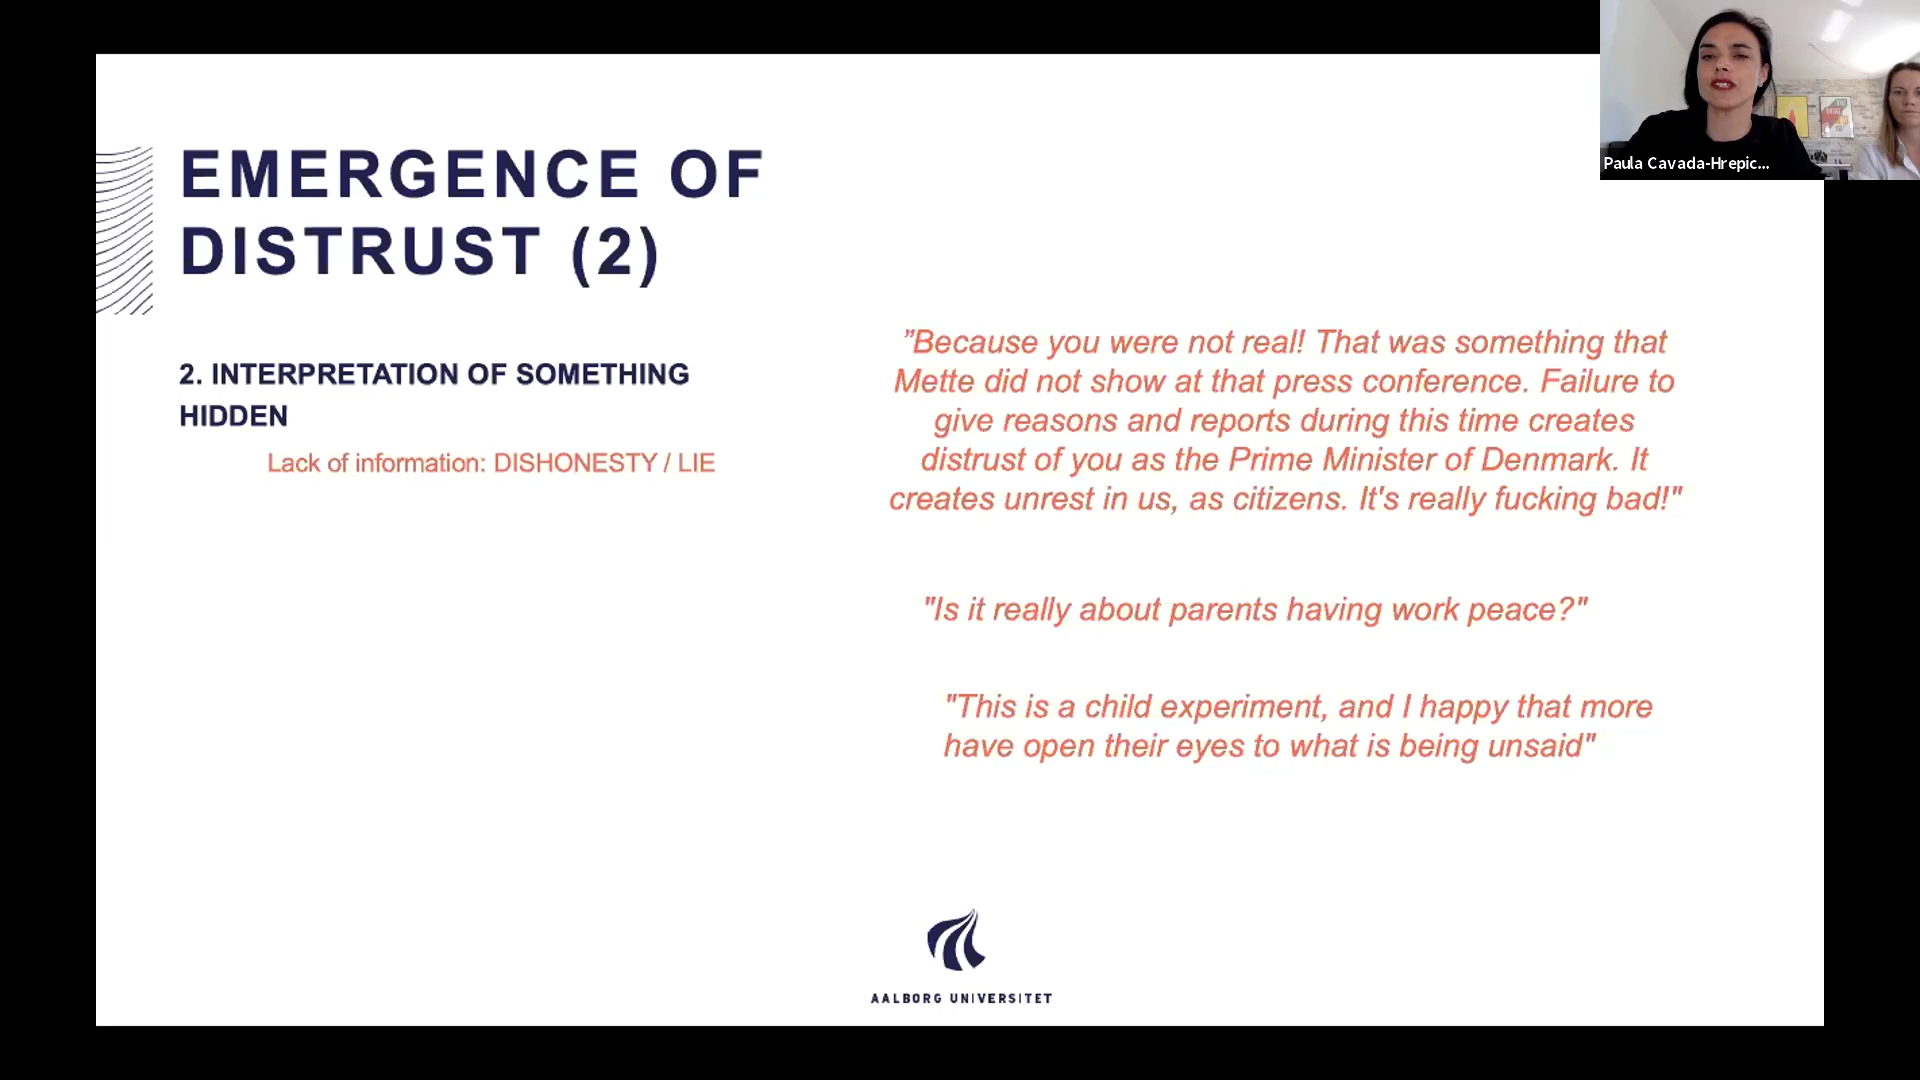 EMERGENCE OF
DISTRUST (2)
2. INTERPRETATION OF SOMETHING
HIDDEN
Lack of information: DISHONESTY / LIE
”Because you were not real! That was something that
Mette did not show at that press conference. Failure to
give reasons and reports during this time creates
distrust of you as the Prime Minister of Denmark. It
creates unrest in us, as citizens. It's really fucking bad!"
"Is it really about parents having work peace?"
"This is a child experiment, and I happy that more
have open their eyes to what is being unsaid"
AALBORG UNIVERSITET
Paula Cavada-Hrepic...